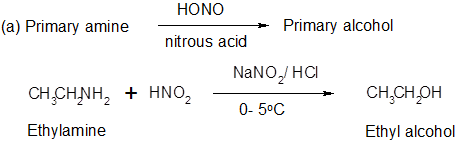 HONO
(a) Primary amine → Primary alcohol
nitrous acid
NaNO₂/ HCl
CH₃CH₂NH₂ + HNO₂ → CH₃CH₂OH
0- 5ºC
Ethylamine Ethyl alcohol